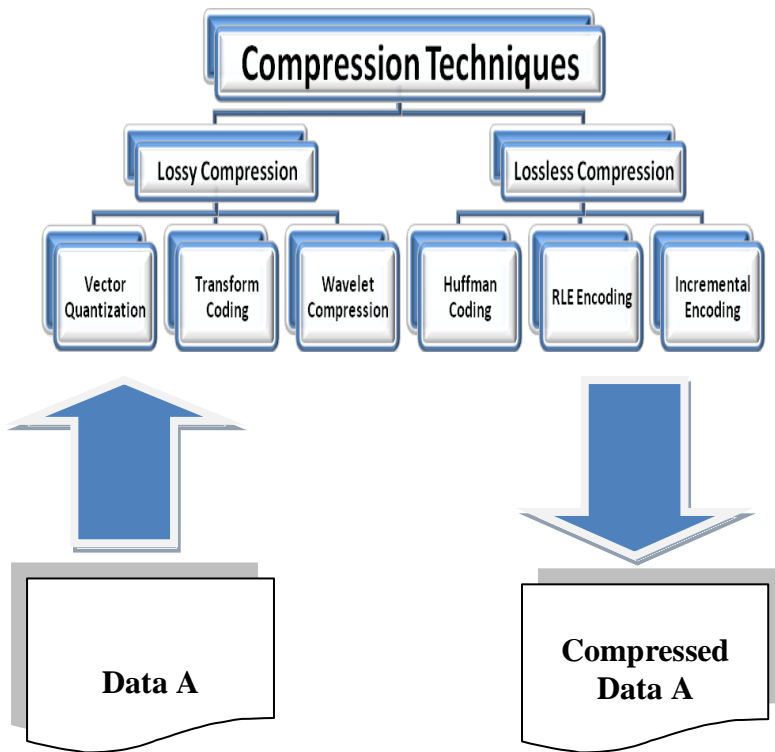 Compression Techniques
Lossy Compression
Lossless Compression
Vector
Quantization
Transform
Coding
Wavelet
Compression
Huffman
Coding
RLE Encoding
Incremental
Encoding
Data A
Compressed
Data A